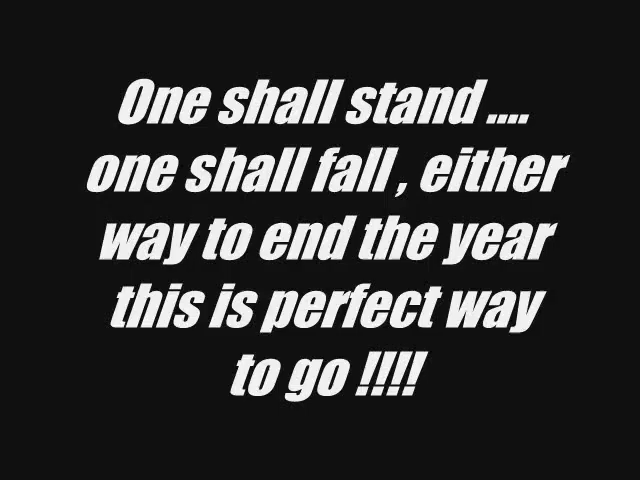 One shall stand ....
one shall fall , either
way to end the year
this is perfect way
to go !!!!